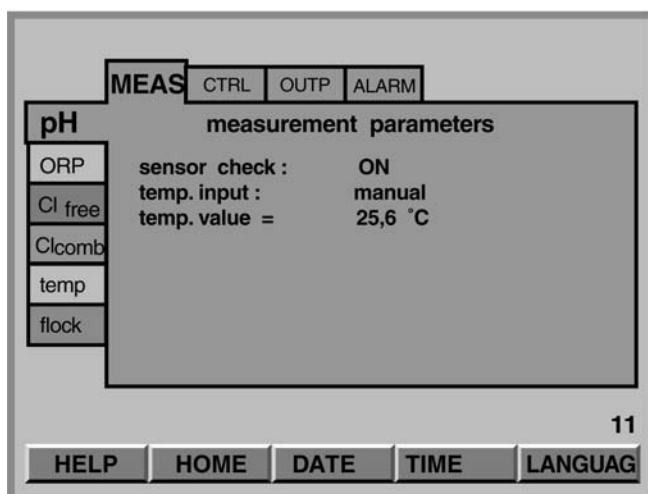 MEAS CTRL OUTP ALARM
pH measurement parameters
ORP sensor check : ON
temp. input : manual
Cl free
temp. value = 25,6 °C
Clcomb
temp
flock
11
HELP HOME DATE TIME LANGUAG